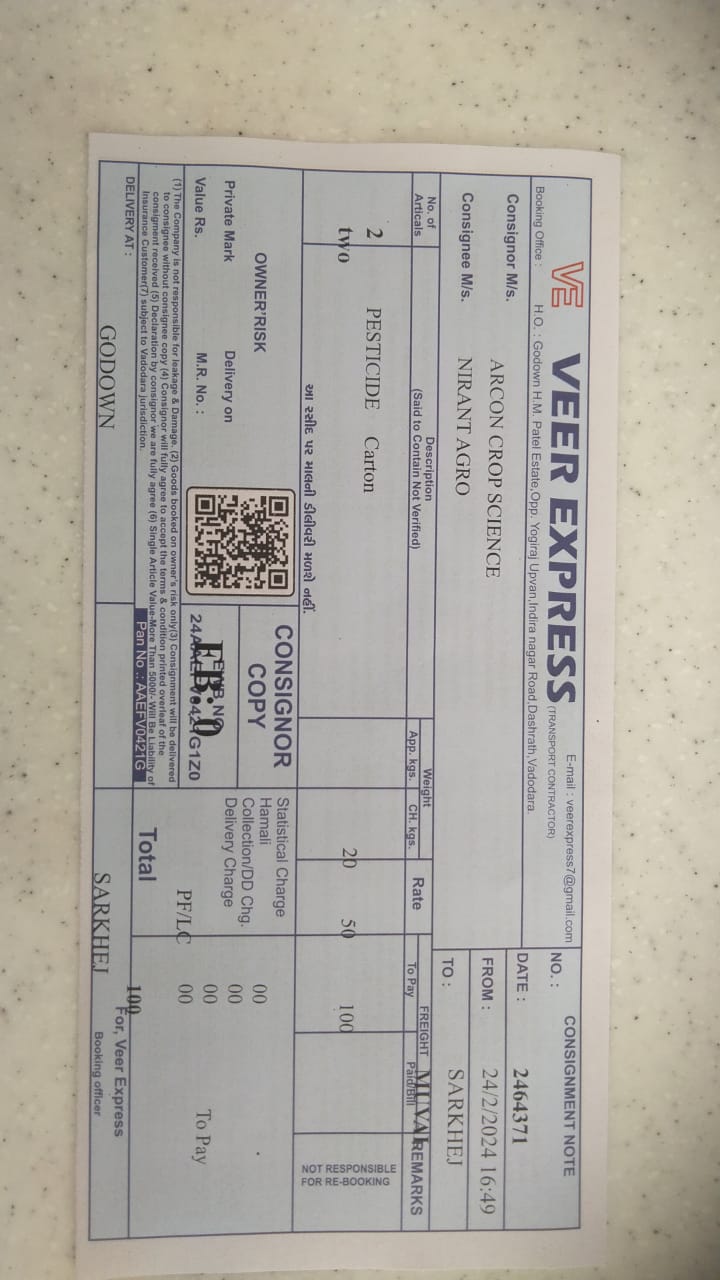 VE VEER EXPRESS
E-mail : veerexpress7@gmail.com
(TRANSPORT CONTRACTOR)
Booking Office : H.O. : Godown H.M. Patel Estate,Opp. Yogiraj Upvan,Indira nagar Road,Dashrath,Vadodara.
CONSIGNMENT NOTE
NO. :
2464371
DATE :
24/2/2024 16:49
FROM :
MUVAL
TO :
SARKHEJ
Consignor M/s. ARCON CROP SCIENCE
Consignee M/s. NIRANT AGRO
No. of Articals
Description
(Said to Contain Not Verified)
Weight
App. kgs. CH. kgs.
Rate
FREIGHT
To Pay Paid/Bill
REMARKS
2 PESTICIDE Carton
two
20 50 100
NOT RESPONSIBLE
FOR RE-BOOKING
આ રસીદ પર માલની ડીલીવરી મળશે નહીં.
OWNER'RISK
Private Mark Delivery on
Value Rs. M.R. No. :
CONSIGNOR
COPY
EB:0
Pan No .: AAEFV0421G
Statistical Charge
Hamali 00
Collection/DD Chg. 00
Delivery Charge 00
PF/LC 00
To Pay
Total 100
(1) The Company is not responsible for leakage & Damage. (2) Goods booked on owner's risk only(3) Consignment will be delivered
to consignee without consignee copy (4) Consignor will fully agree to accept the terms & condition printed overleaf of the
consignment received (5) Declaration by consignor we are fully agree (6) Single Article Value-More Than 5000/- Will Be Liability of
Insurance Customer(7) subject to Vadodara jurisdiction.
For, Veer Express
DELIVERY AT : GODOWN SARKHEJ
Booking officer